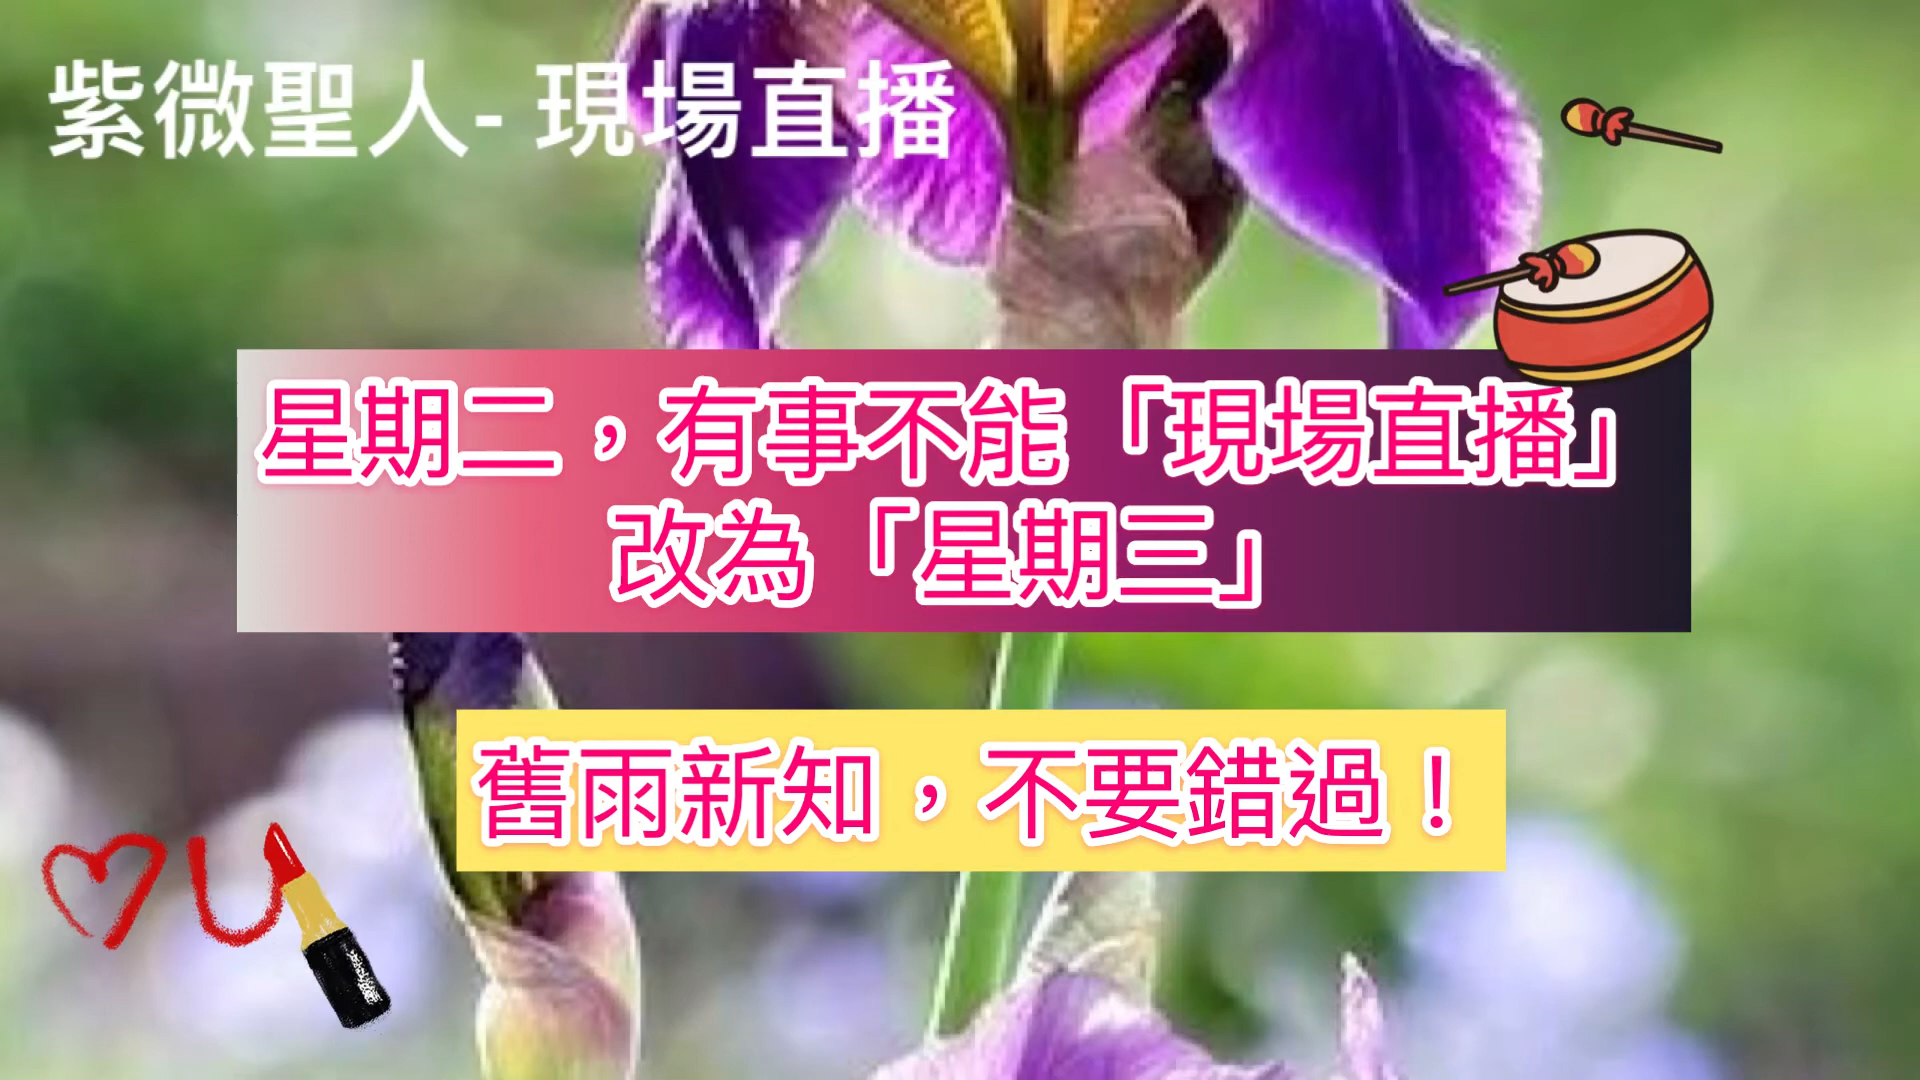 紫微聖人- 現場直播
星期二，有事不能「現場直播」
改為「星期三」
舊雨新知，不要錯過！